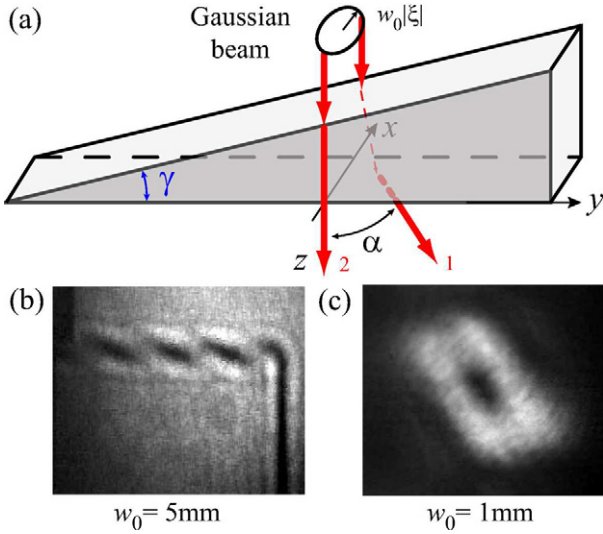 (a)
Gaussian
beam
w₀|ξ|
x
γ
y
α
z
2
1
(b)
(c)
w₀= 5mm
w₀= 1mm